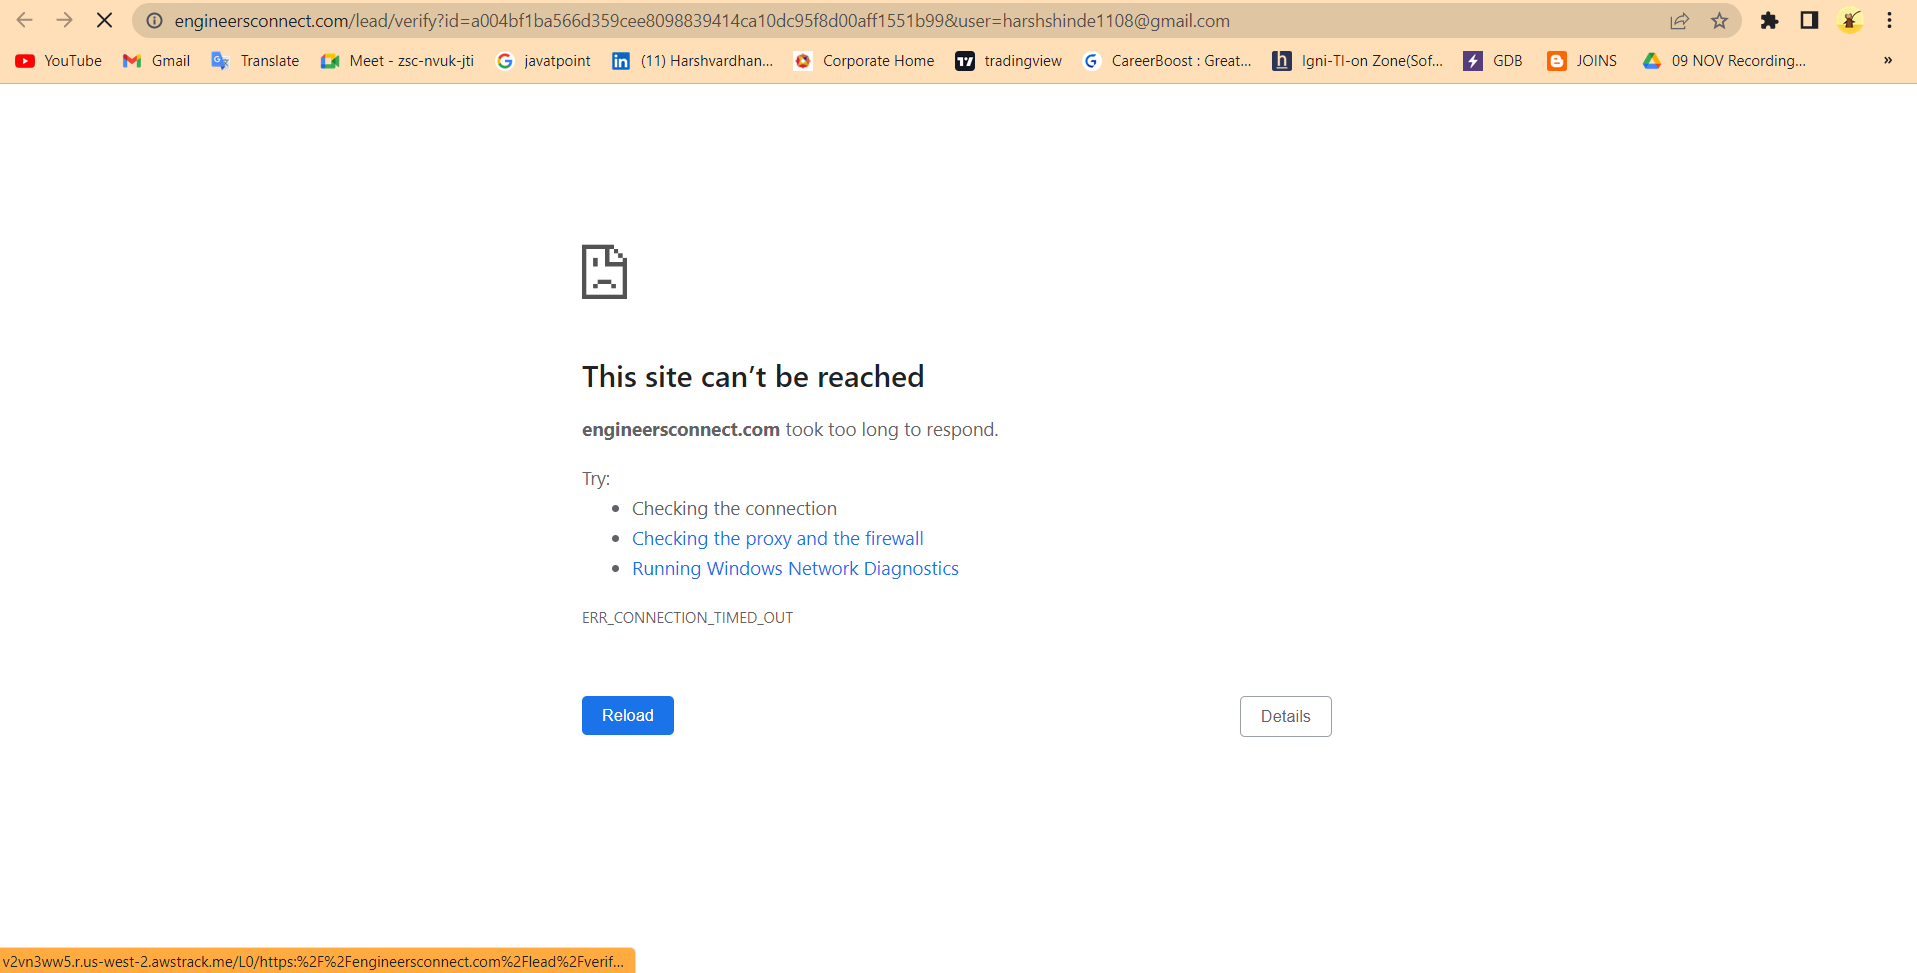 engineersconnect.com/lead/verify?id=a004bf1ba566d359cee8098839414ca10dc95f8d00aff1551b99&user=harshshinde1108@gmail.com
YouTube Gmail Translate Meet - zsc-nvuk-jti javatpoint (11) Harshvardhan... Corporate Home tradingview CareerBoost : Great... Igni-TI-on Zone(Sof... GDB JOINS 09 NOV Recording... »
This site can’t be reached
engineersconnect.com took too long to respond.
Try:
• Checking the connection
• Checking the proxy and the firewall
• Running Windows Network Diagnostics
ERR_CONNECTION_TIMED_OUT
Reload Details
v2vn3ww5.r.us-west-2.awstrack.me/L0/https:%2F%2Fengineersconnect.com%2Flead%2Fverif...